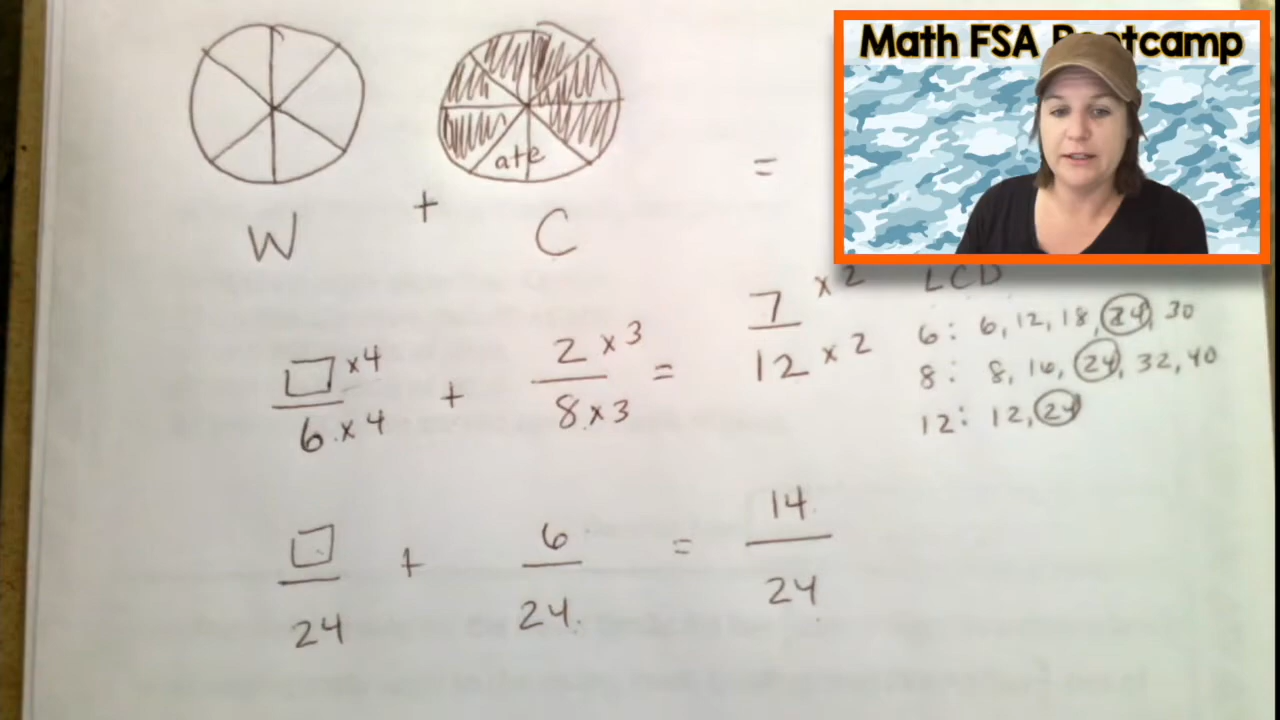 Math FSA Bootcamp
ate
=
W + C
□ x4 + 2 x3 = 7 x2
6 x4 8 x3 12 x2
LCD
6: 6, 12, 18, 24, 30
8: 8, 16, 24, 32, 40
12: 12, 24
□ + 6 = 14
24 24. 24